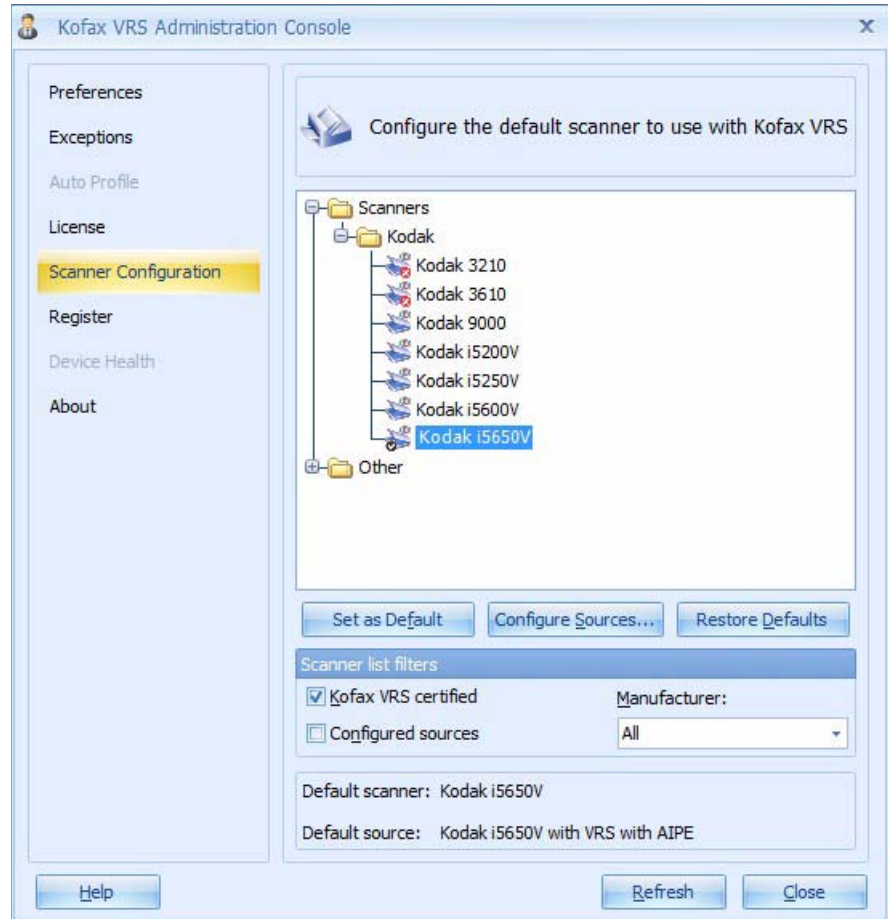 Kofax VRS Administration Console
Preferences
Exceptions
Auto Profile
License
Scanner Configuration
Register
Device Health
About
Configure the default scanner to use with Kofax VRS
Scanners
Kodak
Kodak 3210
Kodak 3610
Kodak 9000
Kodak i5200V
Kodak i5250V
Kodak i5600V
Kodak i5650V
Other
Set as Default Configure Sources... Restore Defaults
Scanner list filters
Kofax VRS certified Manufacturer:
Configured sources All
Default scanner: Kodak i5650V
Default source: Kodak i5650V with VRS with AIPE
Help Refresh Close